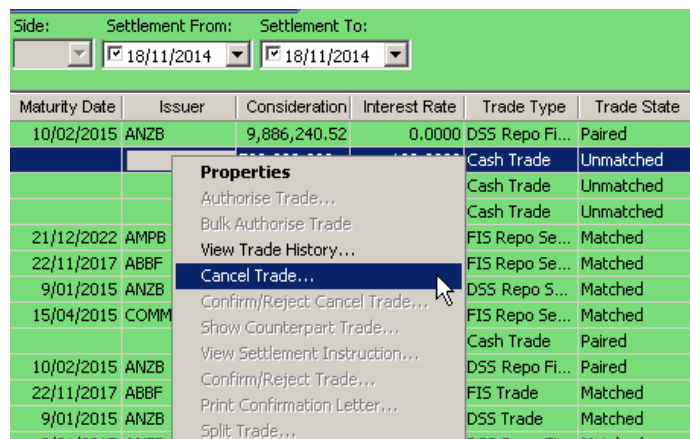 Side: Settlement From: Settlement To:
18/11/2014 18/11/2014
Maturity Date Issuer Consideration Interest Rate Trade Type Trade State
10/02/2015 ANZB 9,886,240.52 0.0000 DSS Repo Fi... Paired
Cash Trade Unmatched
Properties
Cash Trade Unmatched
Authorise Trade...
Cash Trade Unmatched
Bulk Authorise Trade
21/12/2022 AMPB FIS Repo Se... Matched
View Trade History...
22/11/2017 ABBF FIS Repo Se... Matched
Cancel Trade...
9/01/2015 ANZB DSS Repo S... Matched
Confirm/Reject Cancel Trade...
15/04/2015 COMM FIS Repo Se... Matched
Show Counterpart Trade...
Cash Trade Paired
View Settlement Instruction...
10/02/2015 ANZB DSS Repo Fi... Paired
Confirm/Reject Trade...
22/11/2017 ABBF FIS Trade Matched
Print Confirmation Letter...
9/01/2015 ANZB DSS Trade Matched
Split Trade...